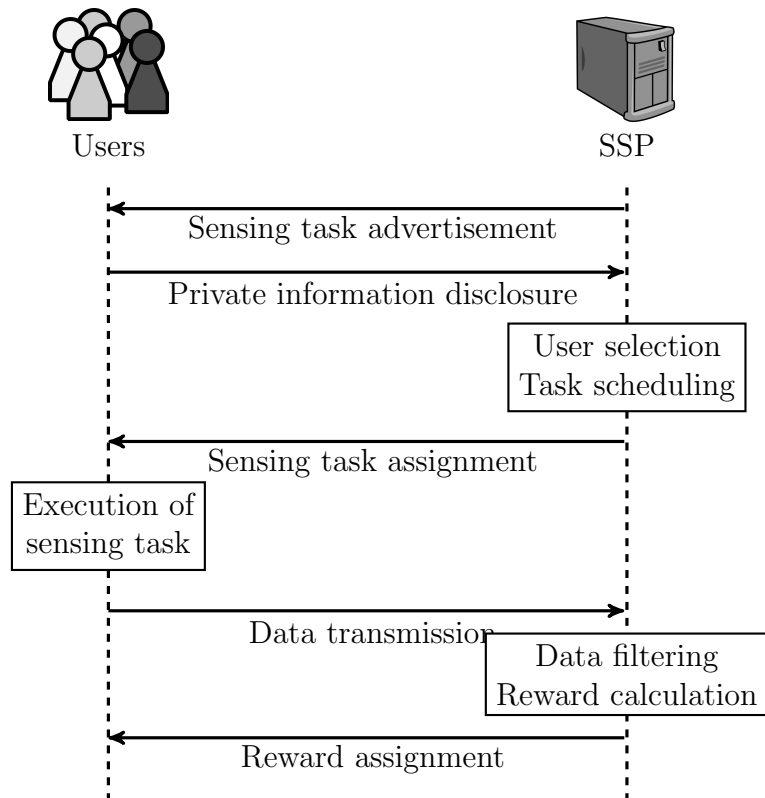 Users
SSP
Sensing task advertisement
Private information disclosure
User selection
Task scheduling
Sensing task assignment
Execution of
sensing task
Data transmission
Data filtering
Reward calculation
Reward assignment